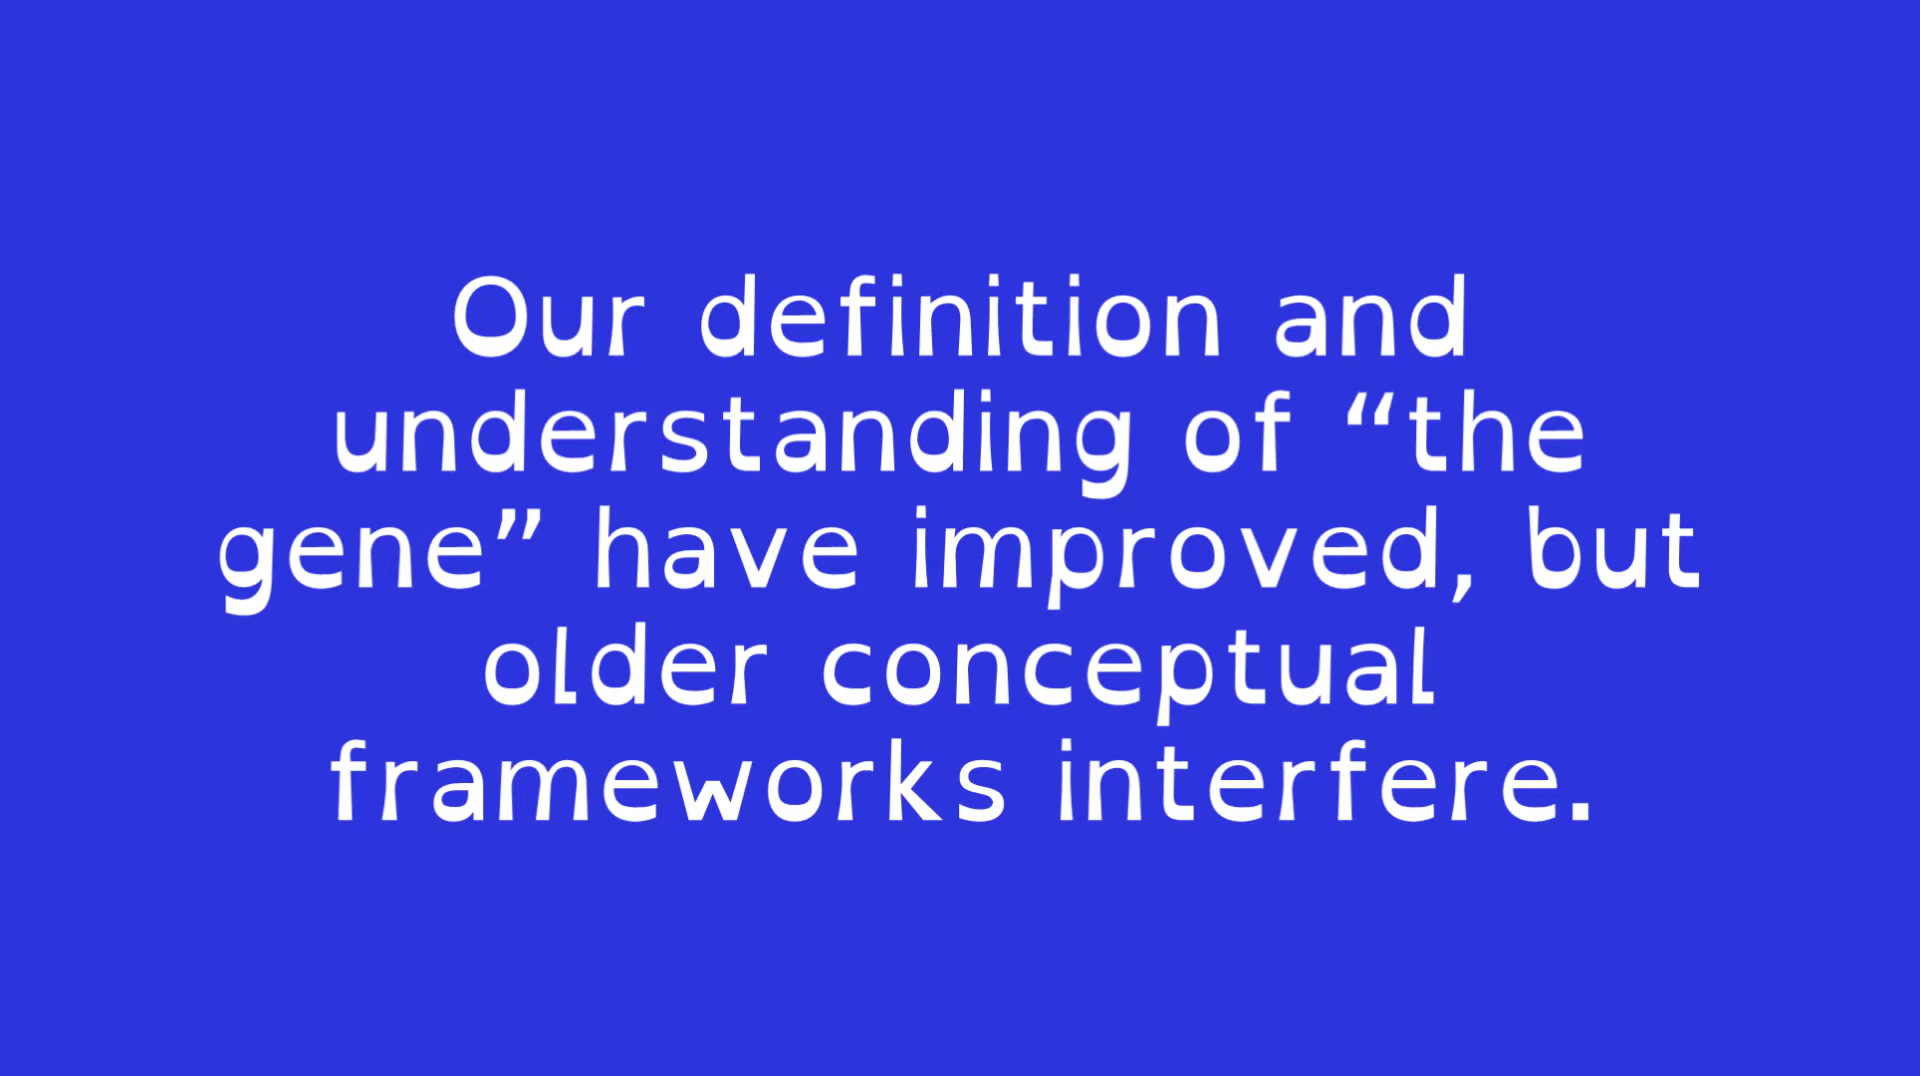 Our definition and
understanding of “the
gene” have improved, but
older conceptual
frameworks interfere.